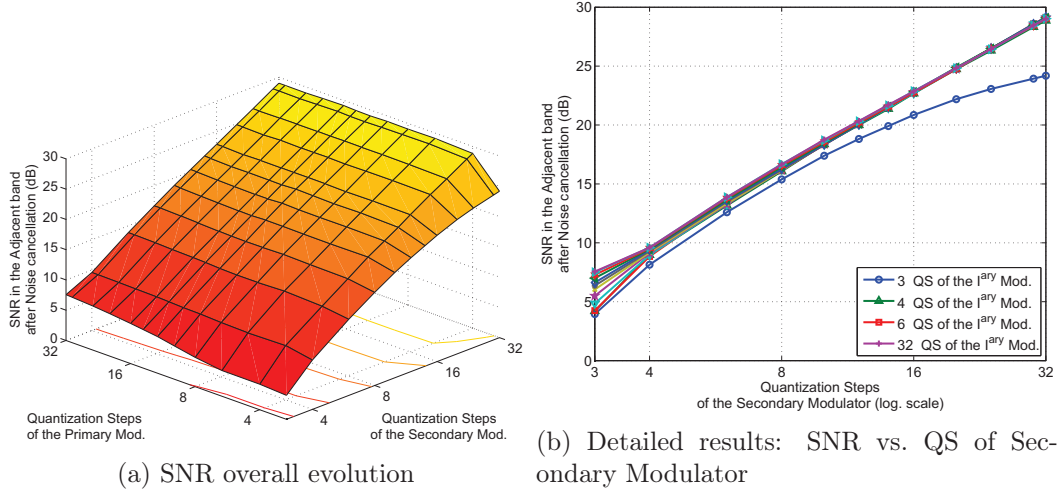 SNR in the Adjacent band
after Noise cancellation (dB)
30
25
20
15
10
5
0
32
16
8
4
Quantization Steps
of the Primary Mod.
4
8
16
32
Quantization Steps
of the Secondary Mod.
(a) SNR overall evolution
SNR in the Adjacent band
after Noise cancellation (dB)
30
25
20
15
10
5
0
3
4
8
16
32
Quantization Steps
of the Secondary Modulator (log. scale)
3 QS of the I^ary Mod.
4 QS of the I^ary Mod.
6 QS of the I^ary Mod.
32 QS of the I^ary Mod.
(b) Detailed results: SNR vs. QS of Sec-
ondary Modulator